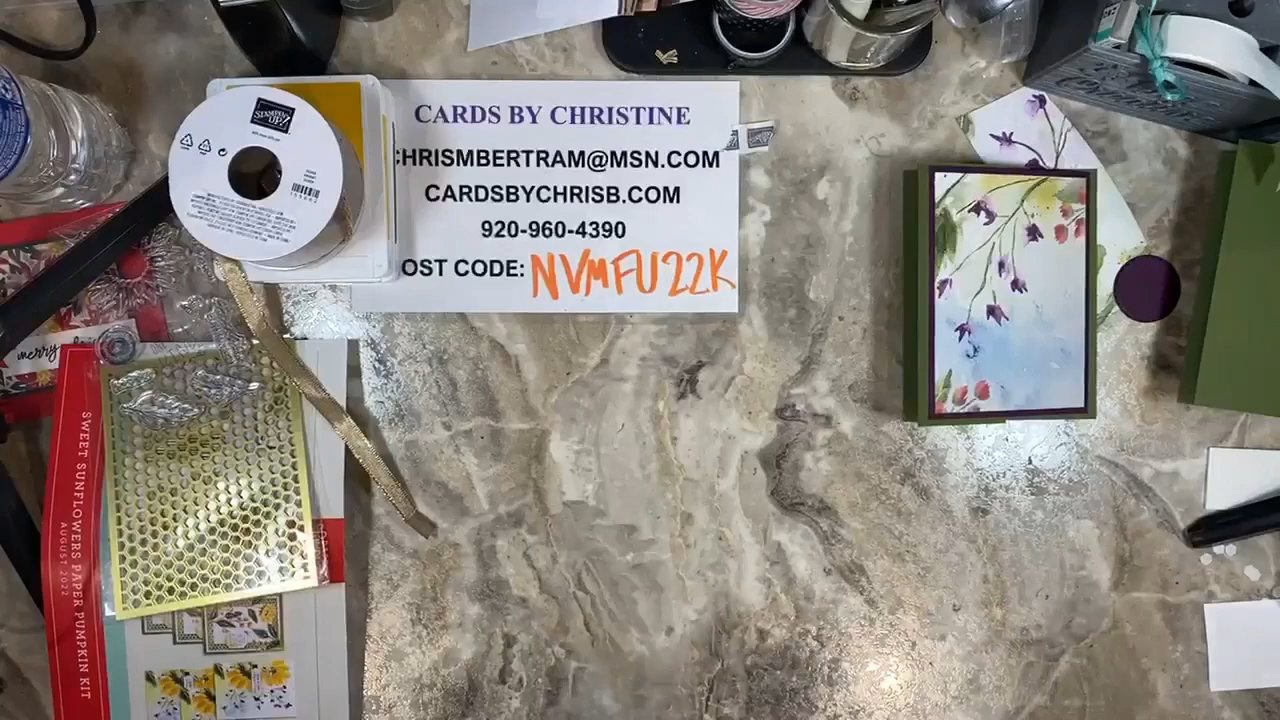 STAMPIN' UP!
CARDS BY CHRISTINE
CHRISMBERTRAM@MSN.COM
CARDSBYCHRISB.COM
920-960-4390
OST CODE: NVMFU22K
merry
SWEET SUNFLOWERS PAPER PUMPKIN KIT
AUGUST 2022